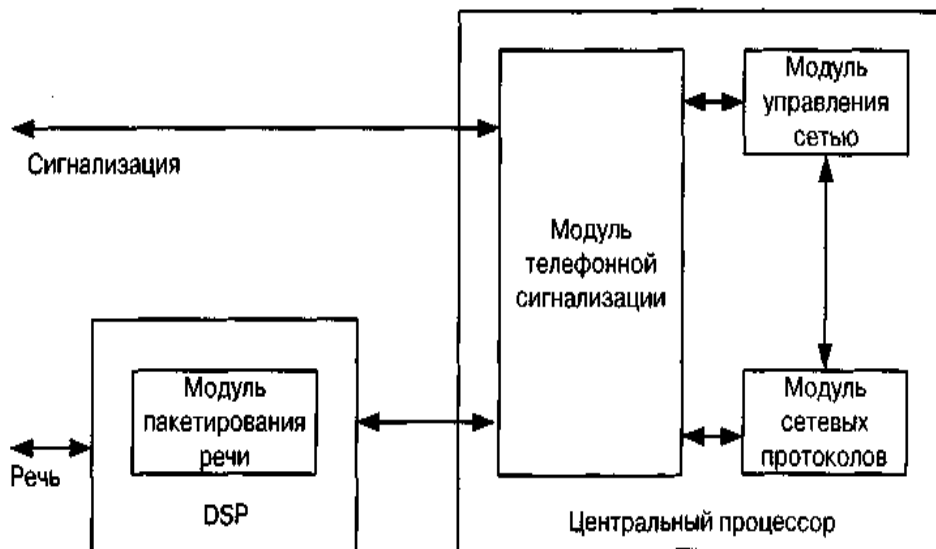 Модуль
управления
сетью
Сигнализация
Модуль
телефонной
сигнализации
Модуль
пакетирования
речи
Модуль
сетевых
протоколов
Речь
DSP
Центральный процессор